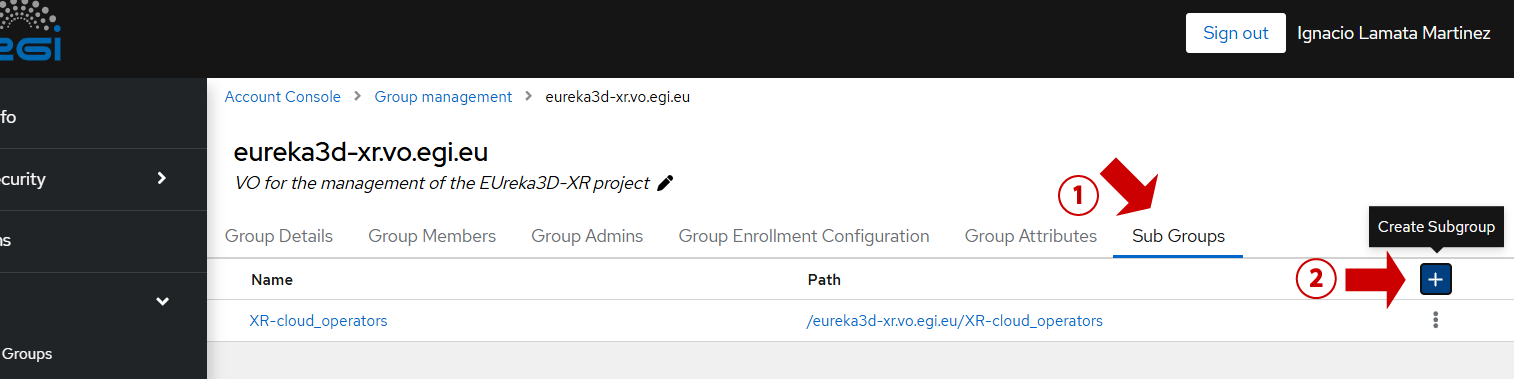 egi
Sign out Ignacio Lamata Martinez
Account Console > Group management > eureka3d-xr.vo.egi.eu
fo
eureka3d-xr.vo.egi.eu
ecurity
VO for the management of the EUreka3D-XR project
1
ns
Group Details Group Members Group Admins Group Enrollment Configuration Group Attributes Sub Groups
Create Subgroup
Name Path
2 +
XR-cloud_operators /eureka3d-xr.vo.egi.eu/XR-cloud_operators
Groups